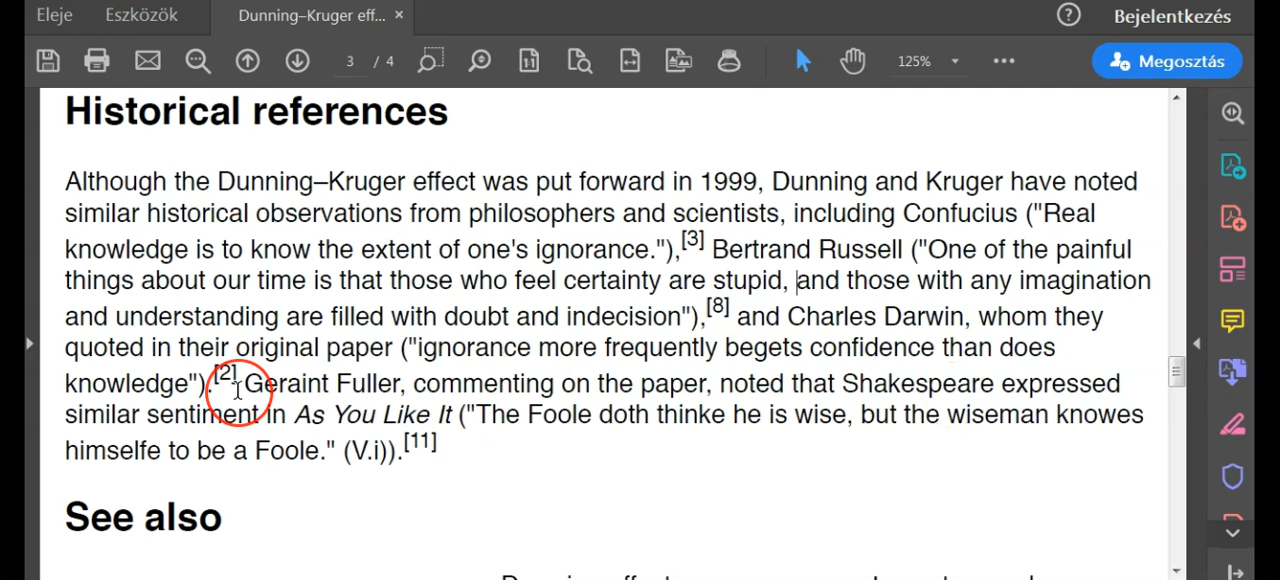 Eleje Eszközök Dunning–Kruger eff... × ? Bejelentkezés
3 / 4 1:1 125% Megosztás
Historical references
Although the Dunning–Kruger effect was put forward in 1999, Dunning and Kruger have noted
similar historical observations from philosophers and scientists, including Confucius ("Real
knowledge is to know the extent of one's ignorance."),[3] Bertrand Russell ("One of the painful
things about our time is that those who feel certainty are stupid, and those with any imagination
and understanding are filled with doubt and indecision"),[8] and Charles Darwin, whom they
quoted in their original paper ("ignorance more frequently begets confidence than does
knowledge").[2] Geraint Fuller, commenting on the paper, noted that Shakespeare expressed
similar sentiment in As You Like It ("The Foole doth thinke he is wise, but the wiseman knowes
himselfe to be a Foole." (V.i)).[11]
See also